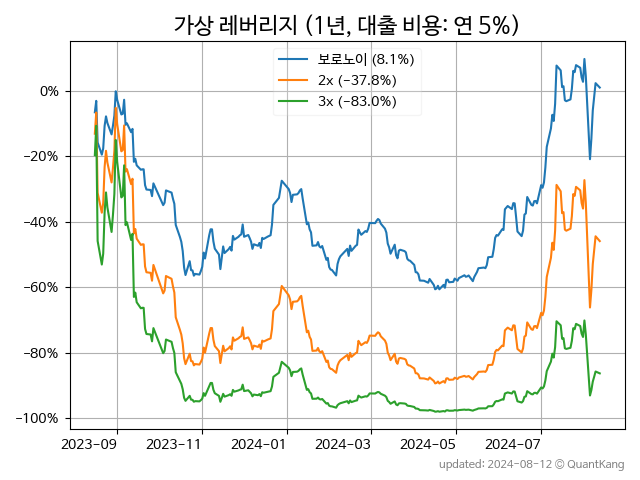 가상 레버리지 (1년, 대출 비용: 연 5%)
보로노이 (8.1%)
2x (−37.8%)
3x (−83.0%)
0%
−20%
−40%
−60%
−80%
−100%
2023-09 2023-11 2024-01 2024-03 2024-05 2024-07
updated: 2024-08-12 ⓒ QuantKang